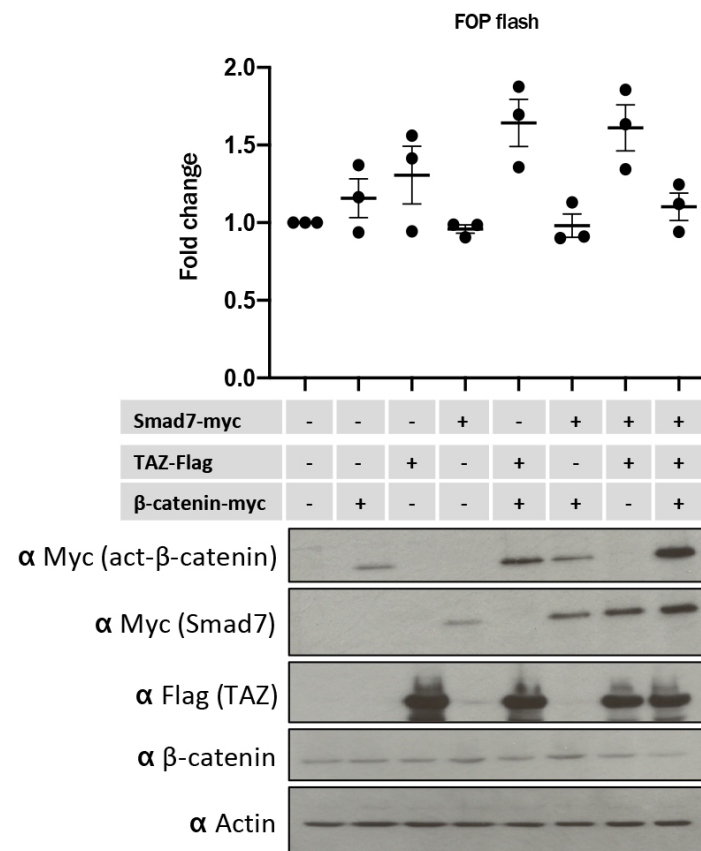 FOP flash
Fold change
2.0
1.5
1.0
0.5
0.0
Smad7-myc - - - + - + + +
TAZ-Flag - - + - + - + +
β-catenin-myc - + - - + + - +
α Myc (act-β-catenin)
α Myc (Smad7)
α Flag (TAZ)
α β-catenin
α Actin